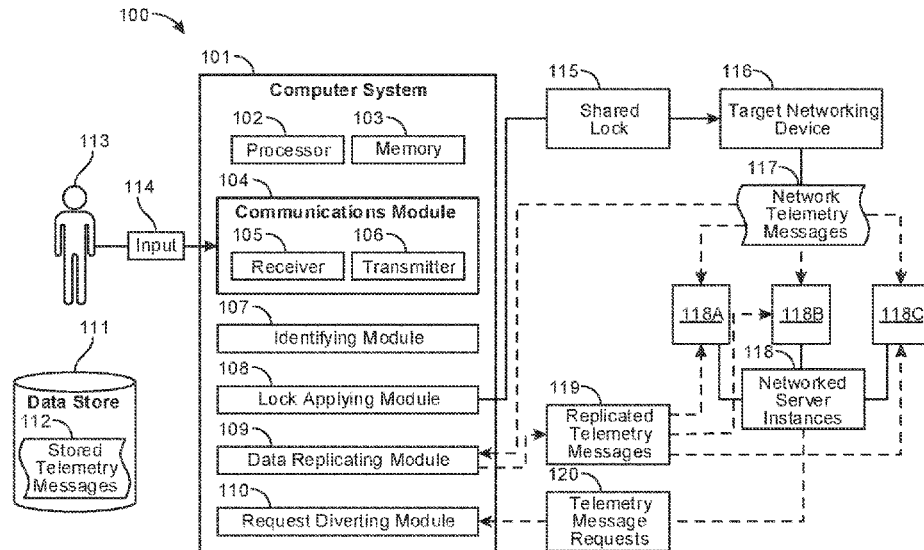 100
101
Computer System
102
Processor
103
Memory
104
Communications Module
105
Receiver
106
Transmitter
107
Identifying Module
108
Lock Applying Module
109
Data Replicating Module
110
Request Diverting Module
113
114
Input
111
Data Store
112
Stored
Telemetry
Messages
115
Shared
Lock
116
Target Networking
Device
117
Network
Telemetry
Messages
118A
118B
118C
118
Networked
Server
Instances
119
Replicated
Telemetry
Messages
120
Telemetry
Message
Requests